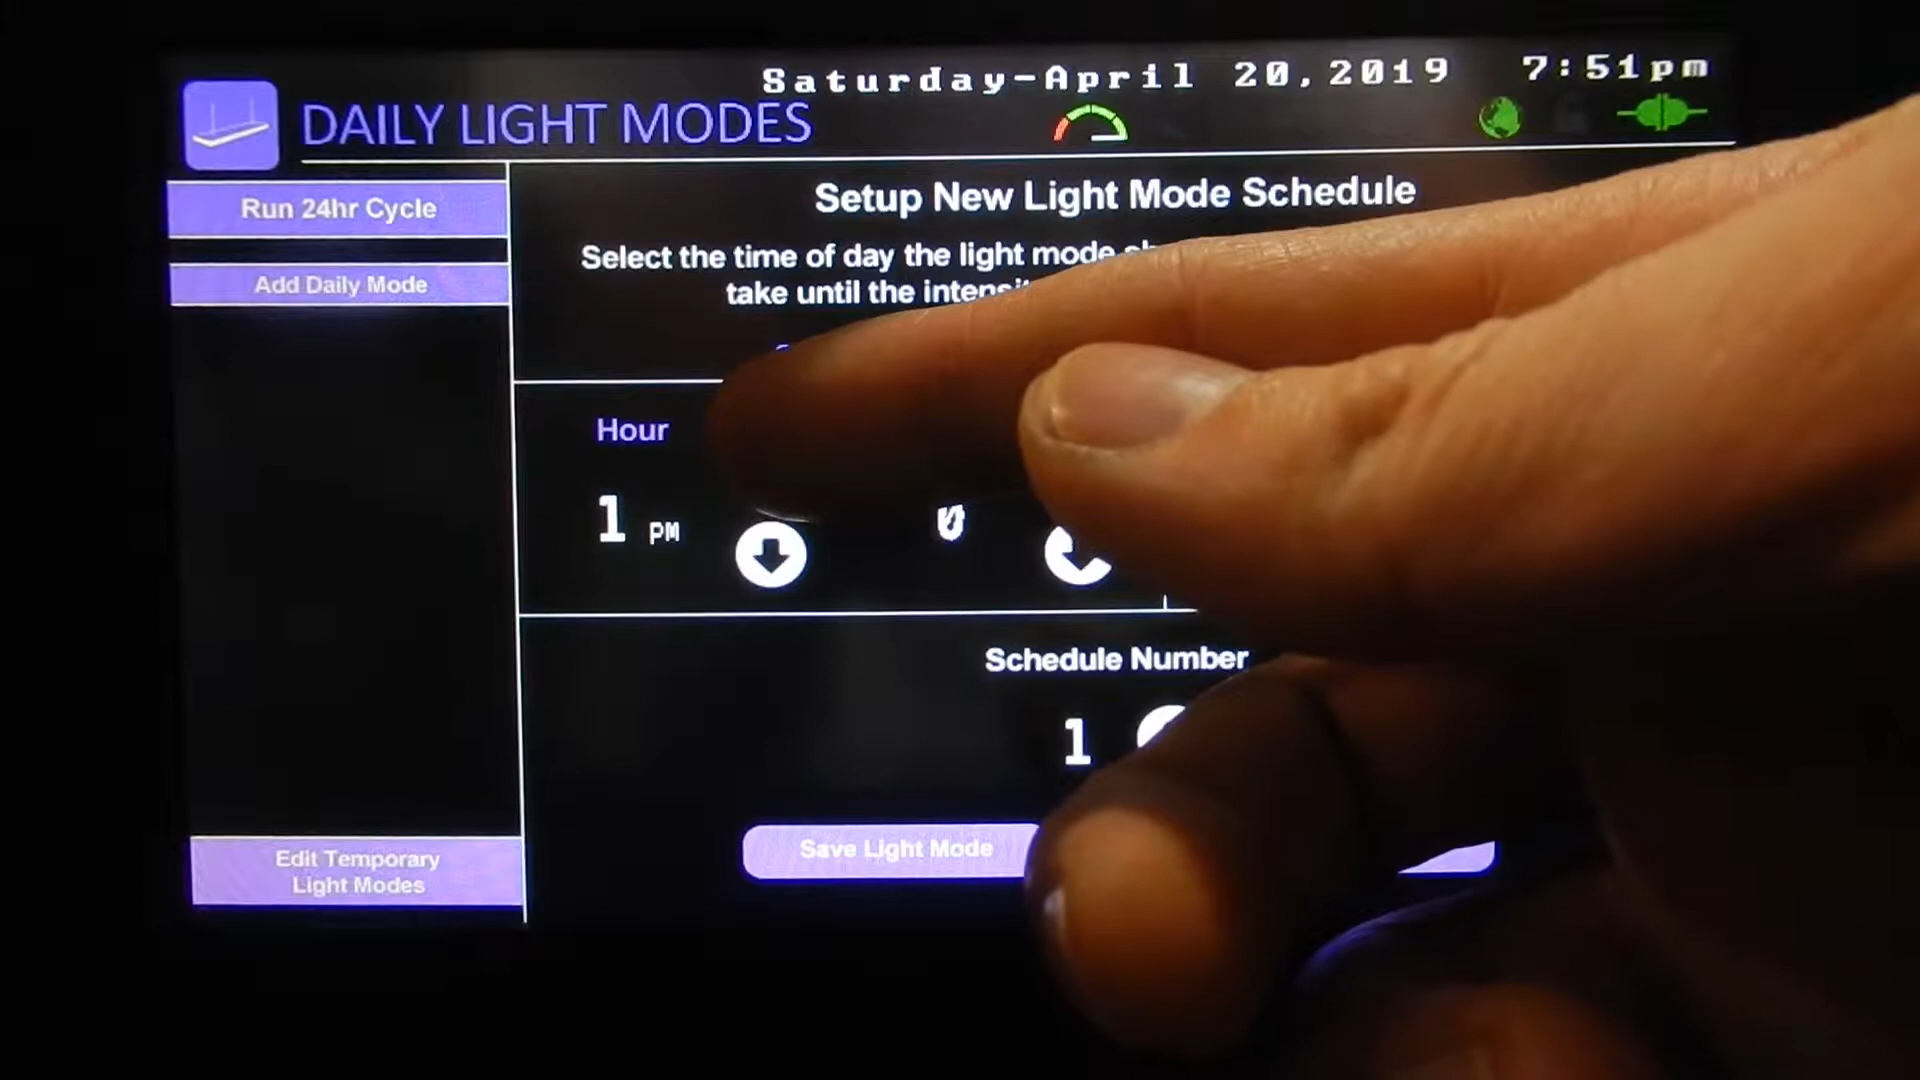 Saturday-April 20,2019 7:51pm
DAILY LIGHT MODES
Run 24hr Cycle
Add Daily Mode
Edit Temporary
Light Modes
Setup New Light Mode Schedule
Select the time of day the light mode
take until the
Hour
1 PM
Schedule Number
1
Save Light Mode